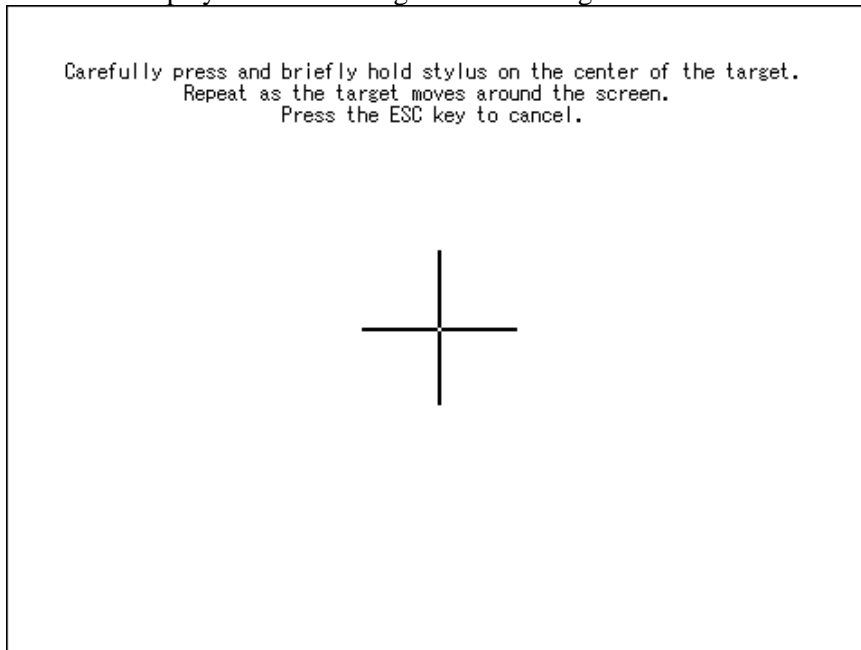 Carefully press and briefly hold stylus on the center of the target.
Repeat as the target moves around the screen.
Press the ESC key to cancel.